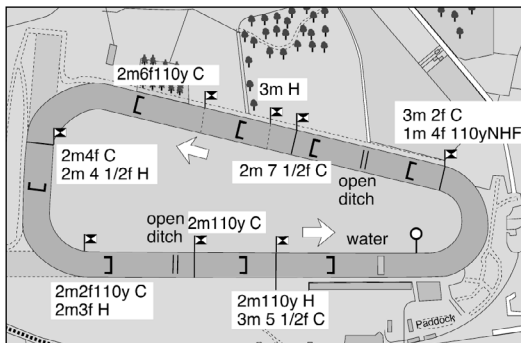 2m6f110y C
3m H
3m 2f C
1m 4f 110yNHF
2m4f C
2m 4 1/2f H
2m 7 1/2f C
open
ditch
open
ditch
2m110y C
water
2m2f110y C
2m3f H
2m110y H
3m 5 1/2f C
Paddock